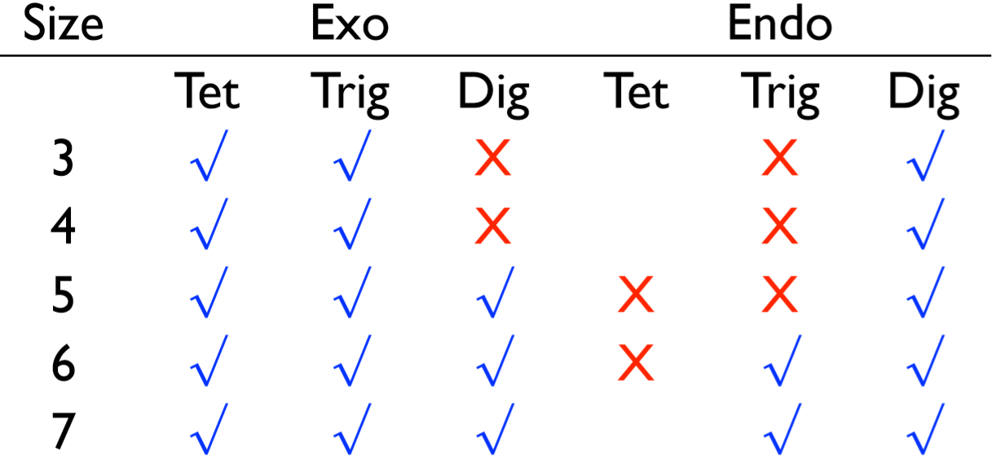 Size Exo Endo
Tet Trig Dig Tet Trig Dig
3 √ √ X X √
4 √ √ X X √
5 √ √ √ X X √
6 √ √ √ X √ √
7 √ √ √ √ √